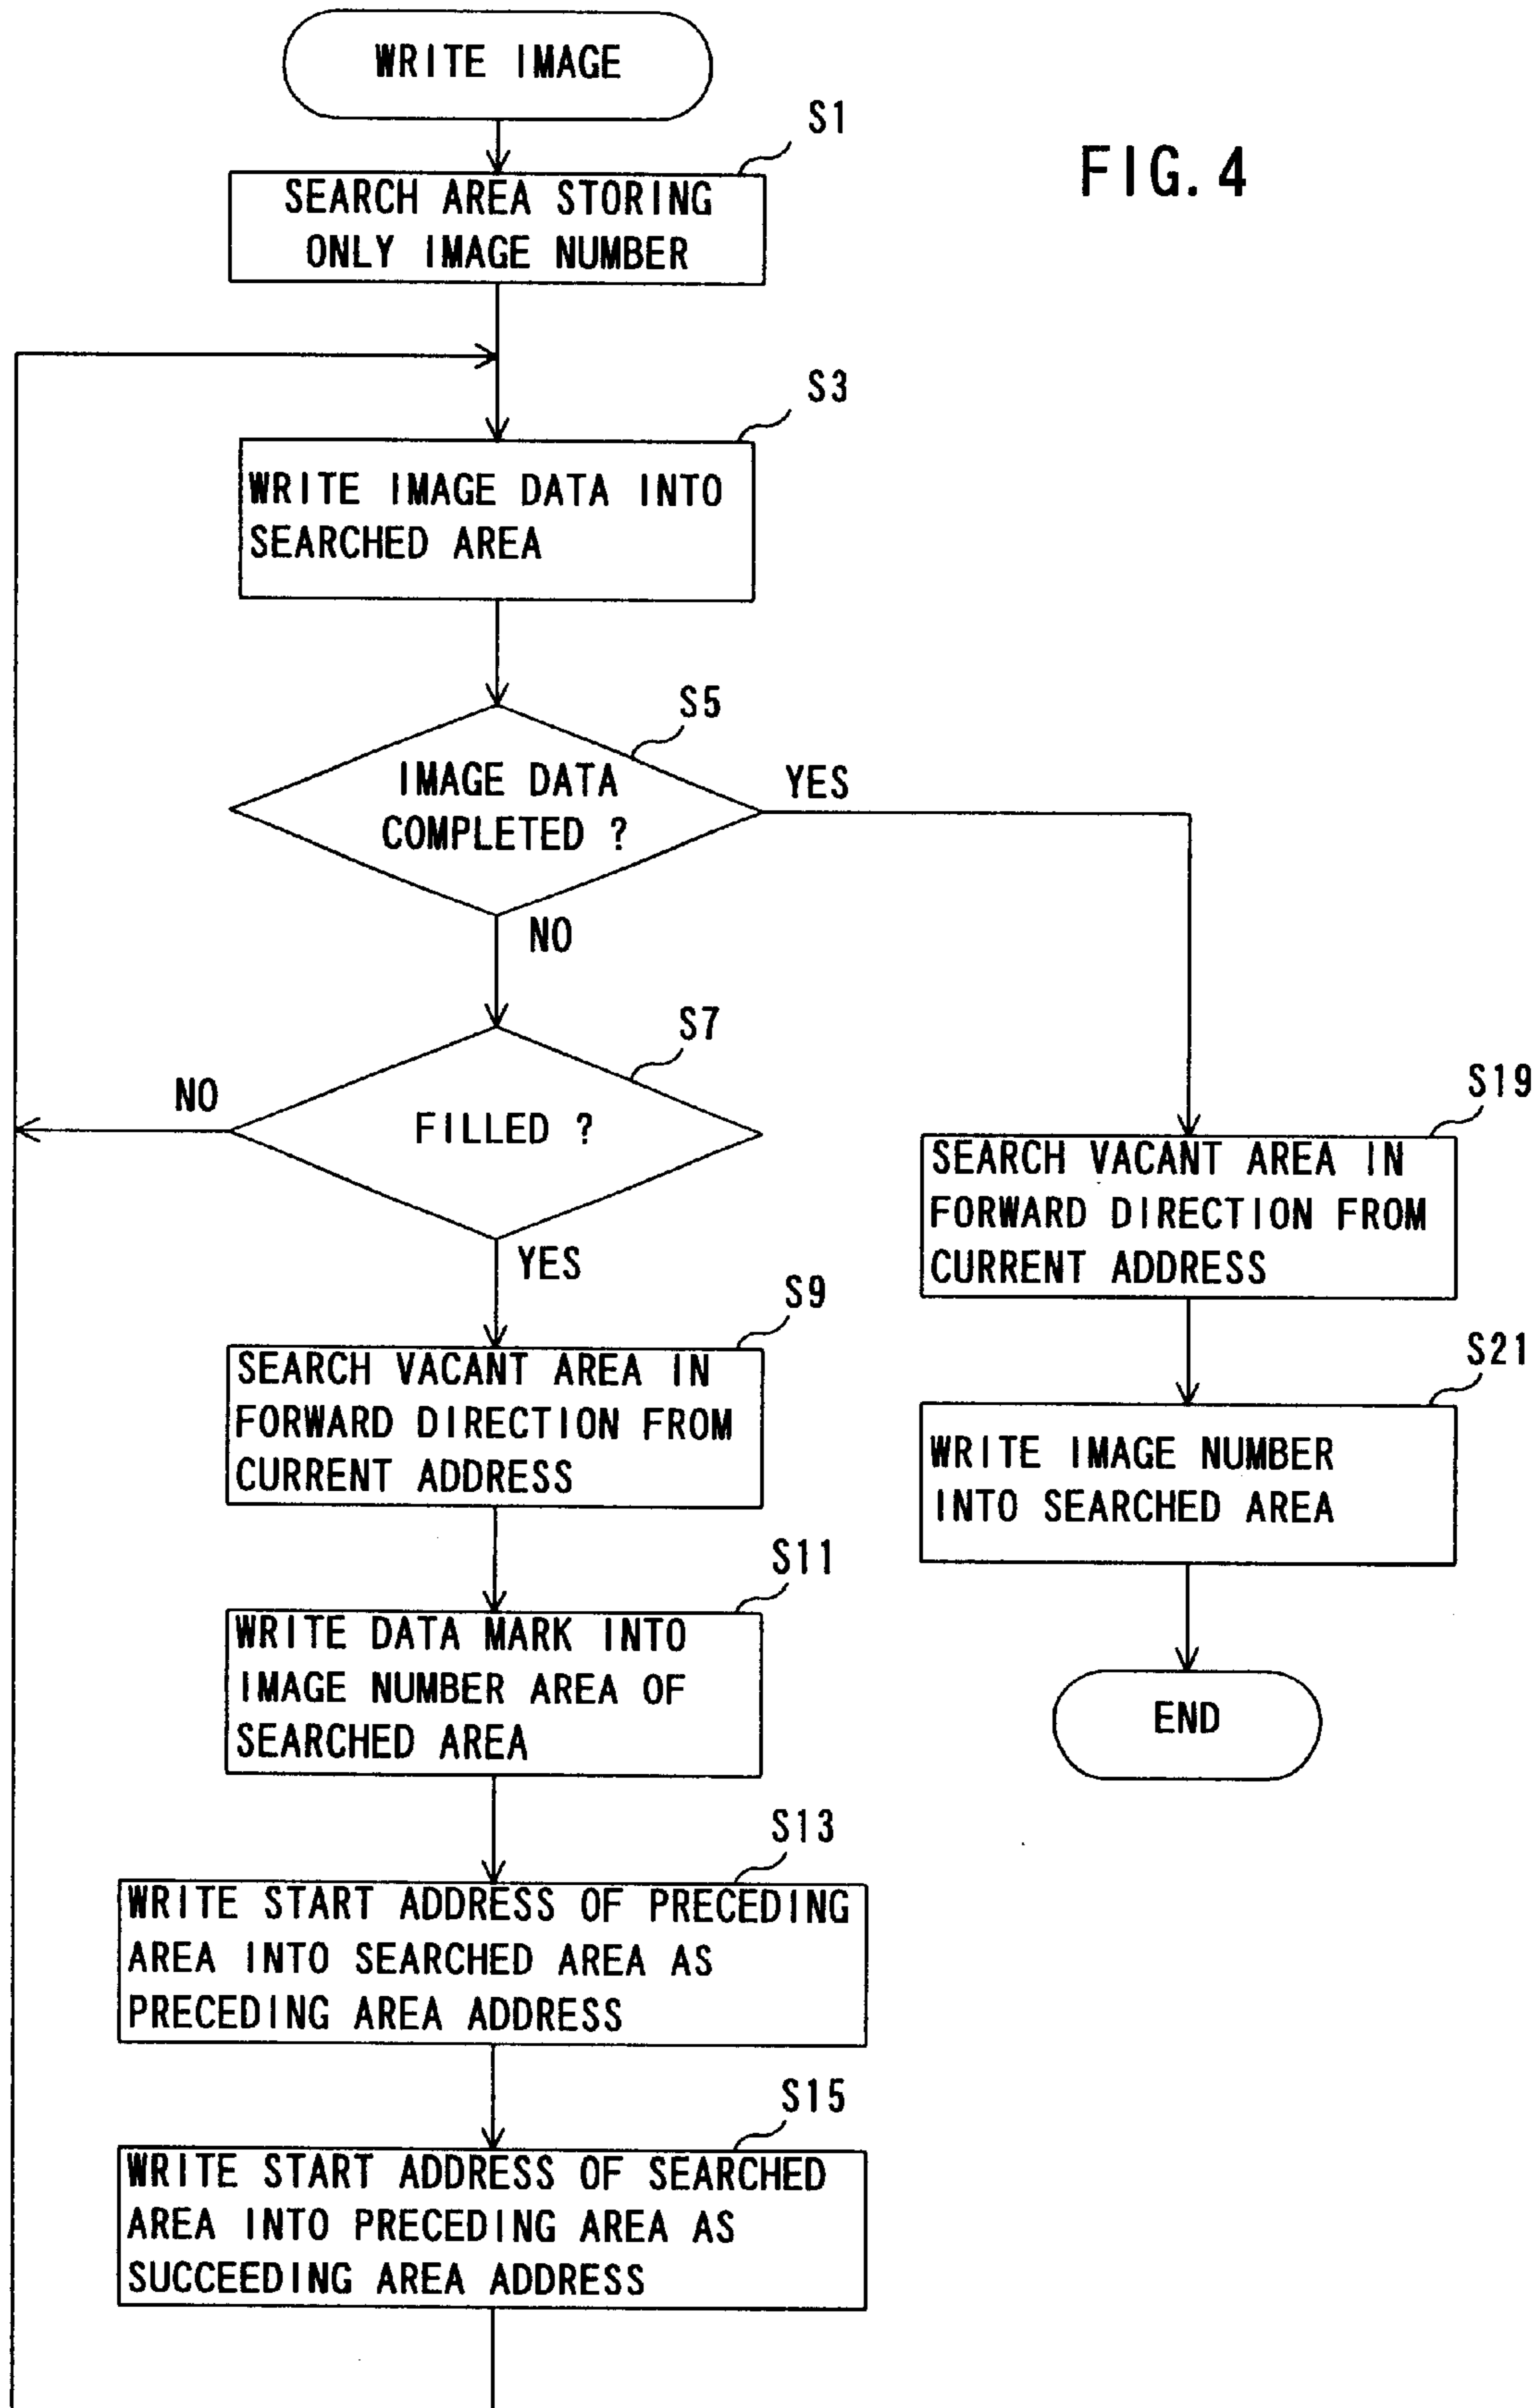 WRITE IMAGE
S1
FIG. 4
SEARCH AREA STORING
ONLY IMAGE NUMBER
S3
WRITE IMAGE DATA INTO
SEARCHED AREA
S5
IMAGE DATA
COMPLETED ?
YES
NO
S7
NO
FILLED ?
YES
S9
SEARCH VACANT AREA IN
FORWARD DIRECTION FROM
CURRENT ADDRESS
S11
WRITE DATA MARK INTO
IMAGE NUMBER AREA OF
SEARCHED AREA
S13
WRITE START ADDRESS OF PRECEDING
AREA INTO SEARCHED AREA AS
PRECEDING AREA ADDRESS
S15
WRITE START ADDRESS OF SEARCHED
AREA INTO PRECEDING AREA AS
SUCCEEDING AREA ADDRESS
S19
SEARCH VACANT AREA IN
FORWARD DIRECTION FROM
CURRENT ADDRESS
S21
WRITE IMAGE NUMBER
INTO SEARCHED AREA
END